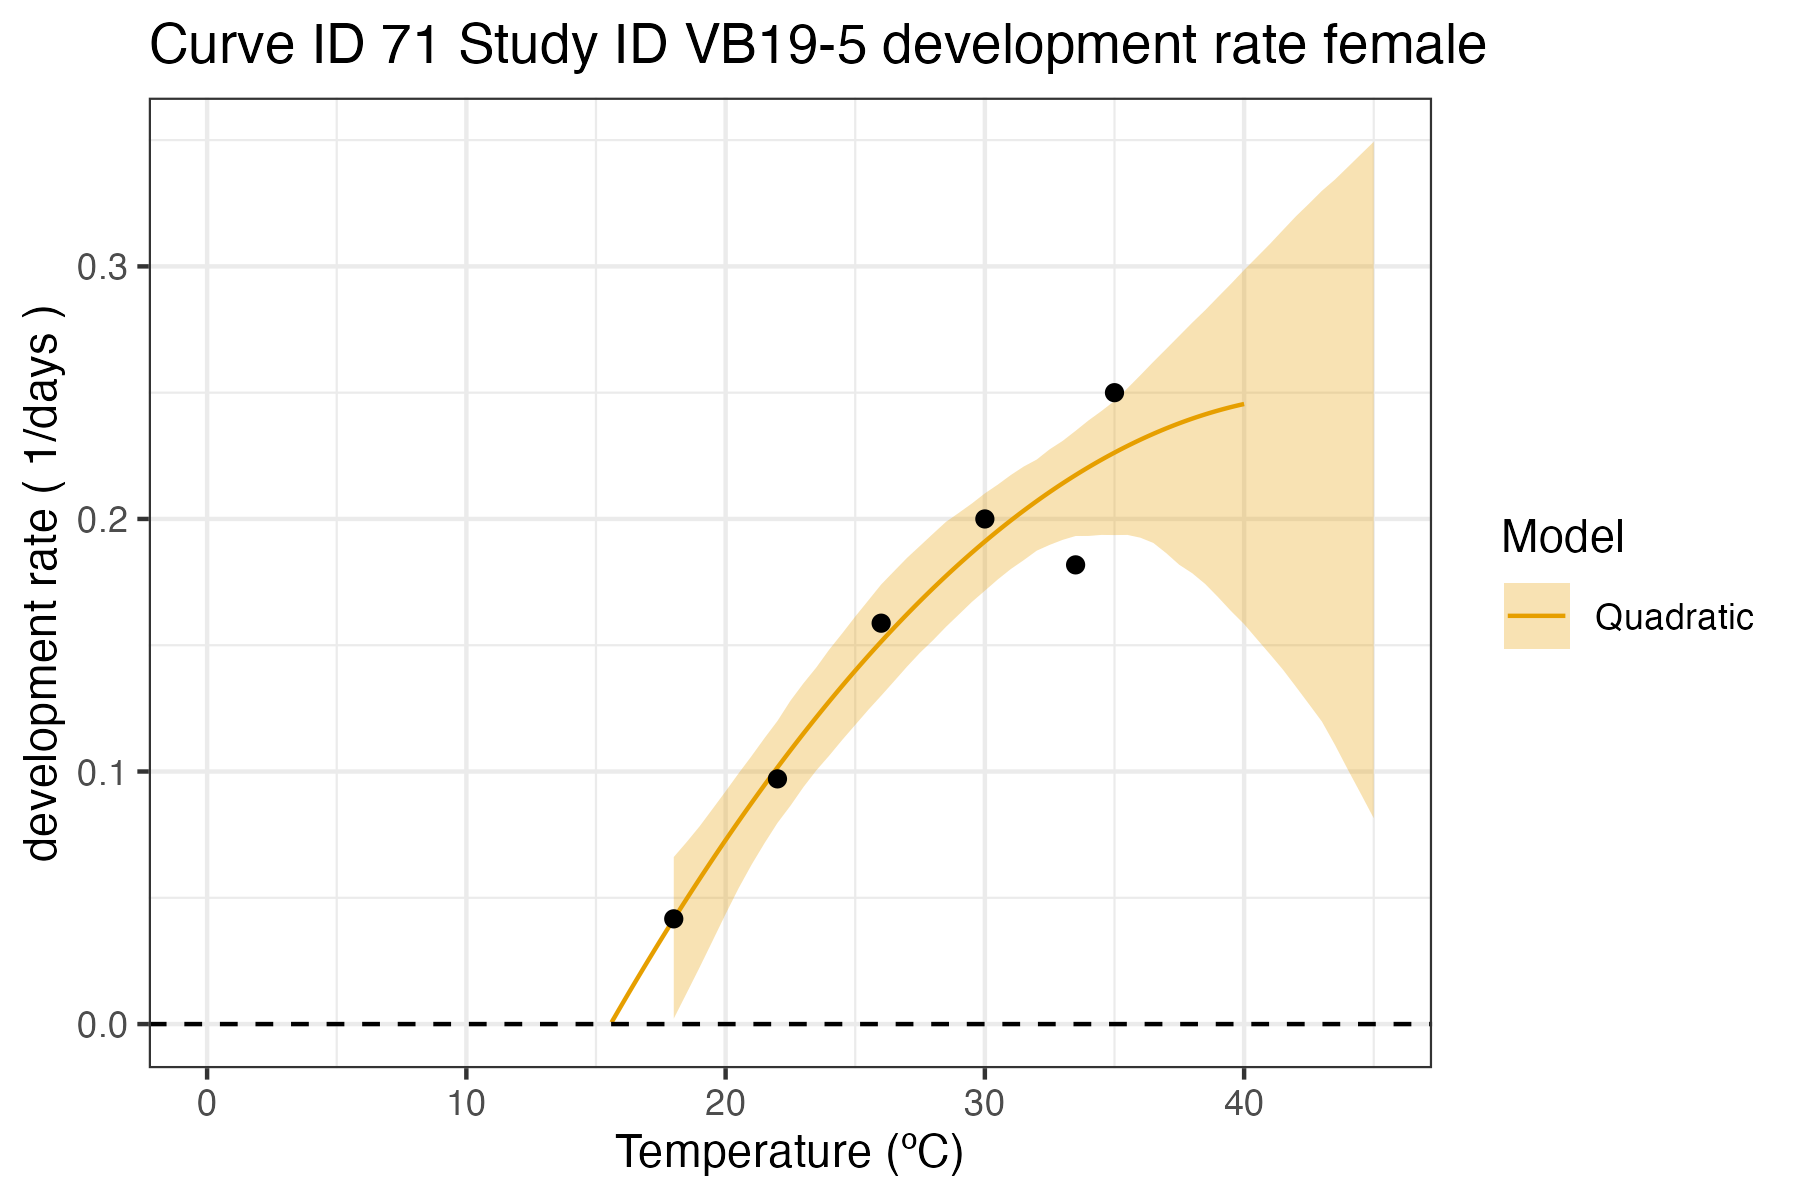 Curve ID 71 Study ID VB19-5 development rate female
development rate ( 1/days )
0.3
0.2
0.1
0.0
0 10 20 30 40
Temperature (ºC)
Model
Quadratic